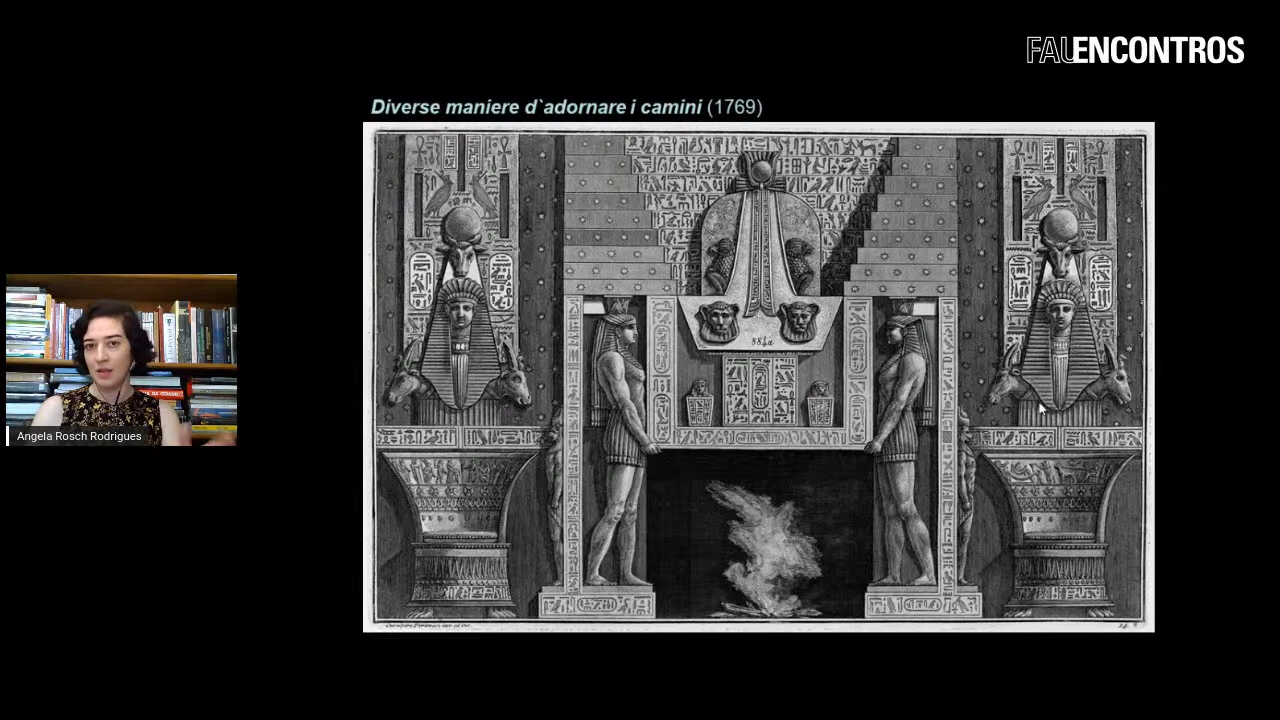 FAUENCONTROS
Diverse maniere d`adornare i camini (1769)
Angela Rosch Rodrigues